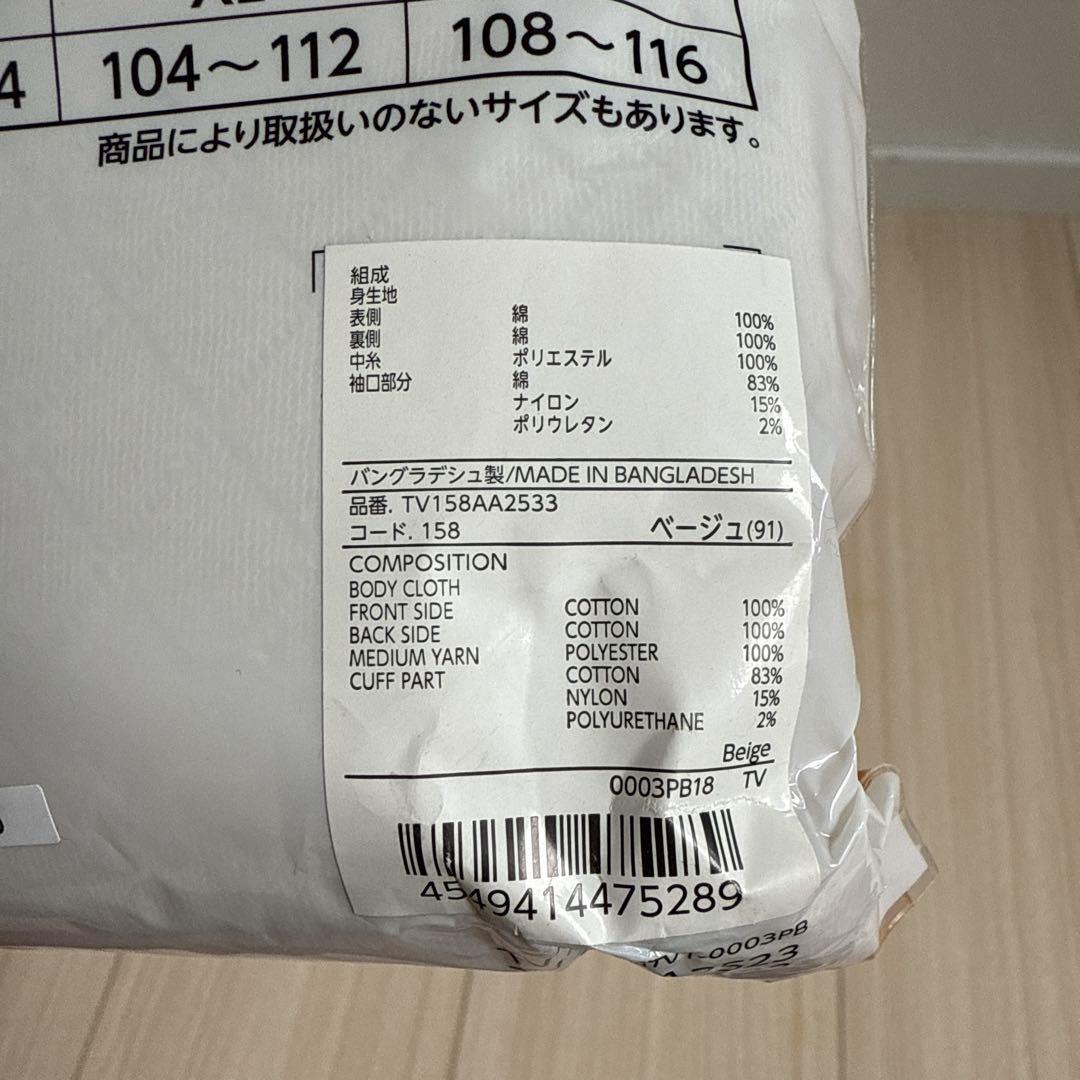 4 104～112 108～116
商品により取扱いのないサイズもあります。
組成
身生地
表側 綿 100%
裏側 綿 100%
中糸 ポリエステル 100%
袖口部分 綿 83%
ナイロン 15%
ポリウレタン 2%
バングラデシュ製/MADE IN BANGLADESH
品番. TV158AA2533
コード. 158 ベージュ(91)
COMPOSITION
BODY CLOTH
FRONT SIDE COTTON 100%
BACK SIDE COTTON 100%
MEDIUM YARN POLYESTER 100%
CUFF PART COTTON 83%
NYLON 15%
POLYURETHANE 2%
Beige
0003PB18 TV
4549414475289
-0003PB